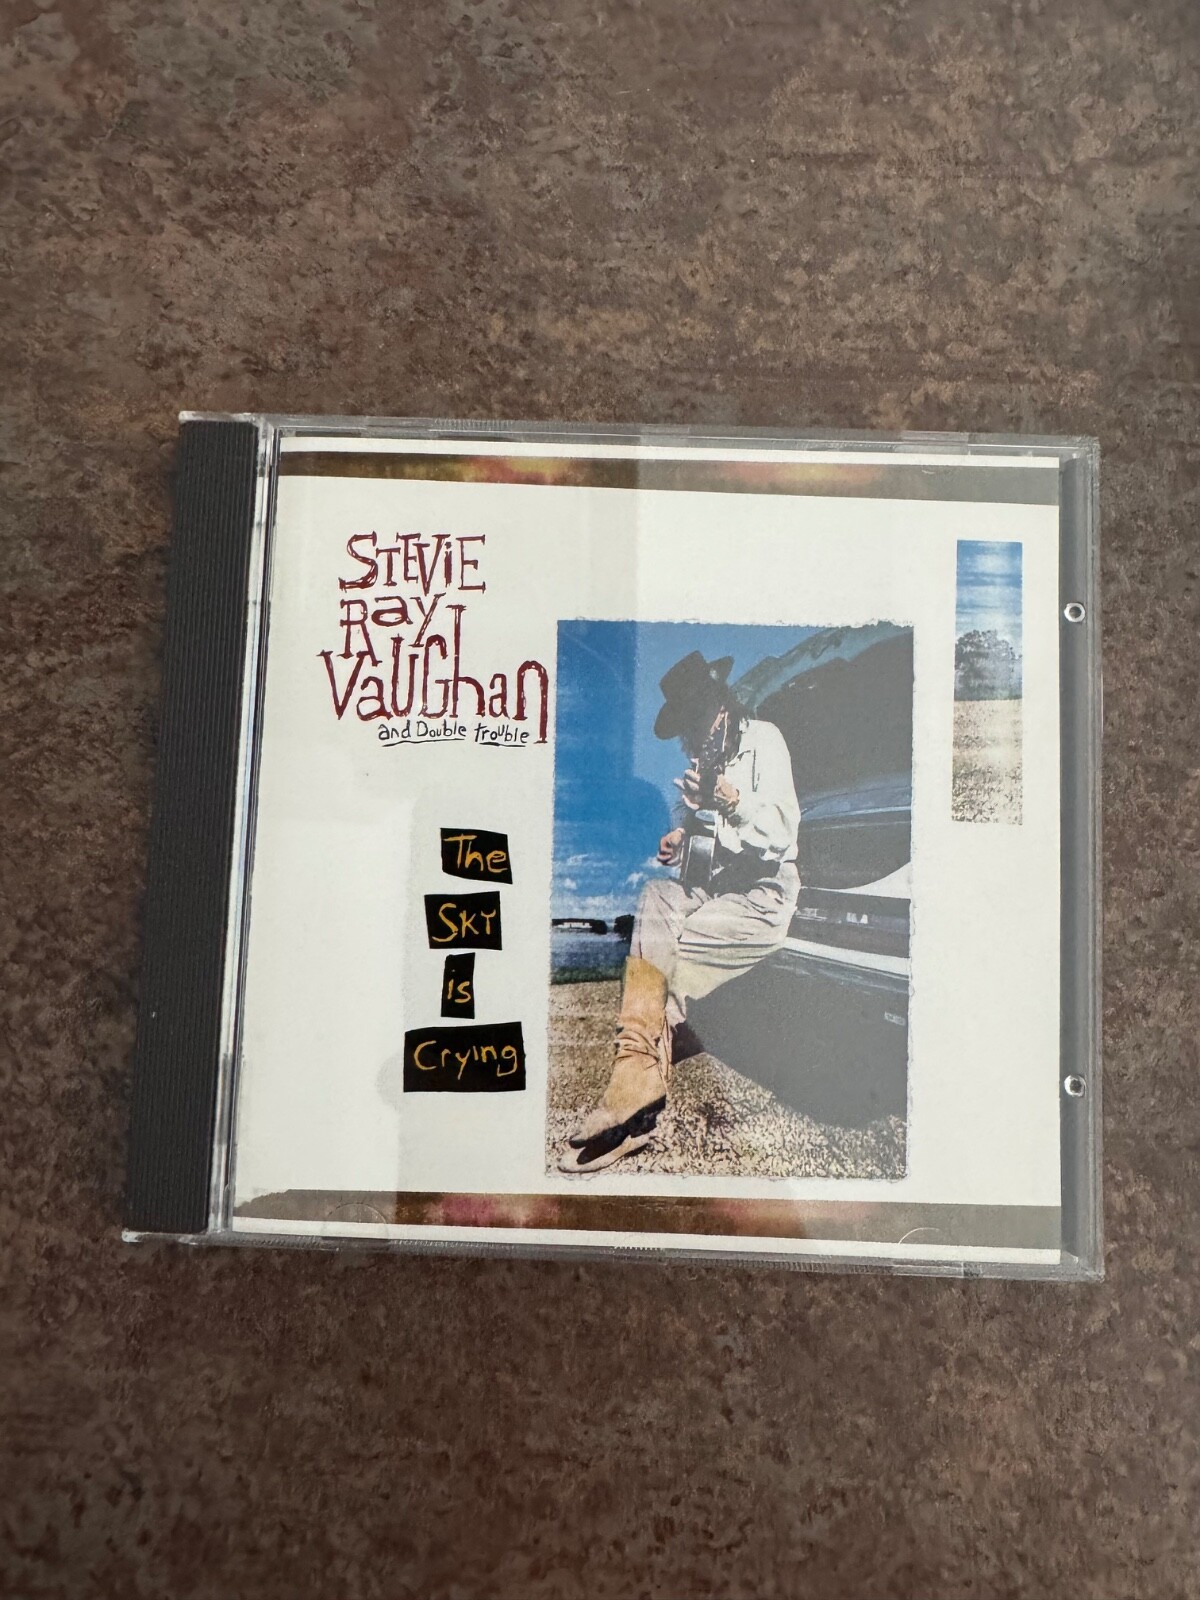 STEViE
Ray
VaUGhan
and Double trouble
The
SKY
is
Crying